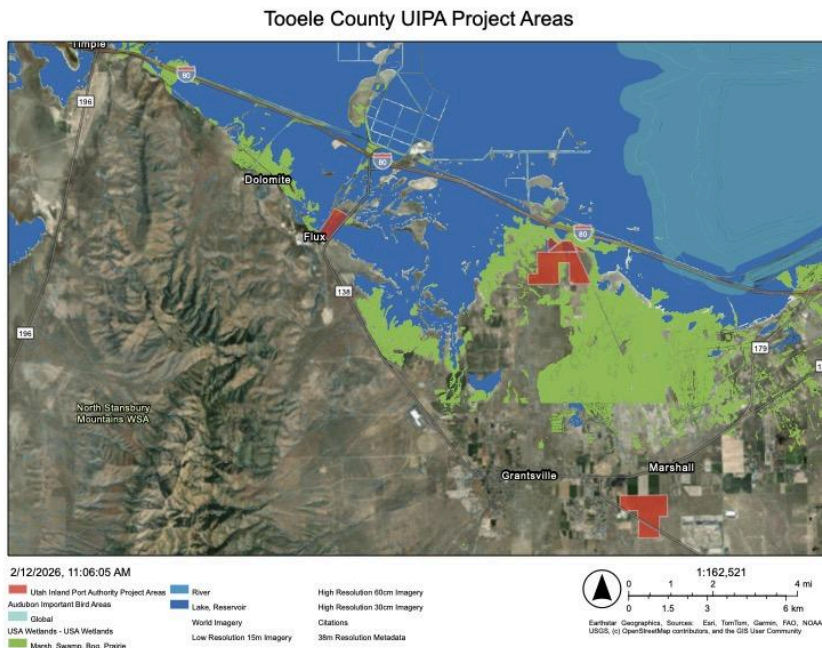 Tooele County UIPA Project Areas
Timpie
80
196
80
Dolomite
Flux
80
138
196
179
1
North Stansbury
Mountains WSA
Marshall
Grantsville
2/12/2026, 11:06:05 AM
Utah Inland Port Authority Project Areas
Audubon Important Bird Areas
Global
USA Wetlands - USA Wetlands
Marsh, Swamp, Bog, Prairie
River
Lake, Reservoir
World Imagery
Low Resolution 15m Imagery
High Resolution 60cm Imagery
High Resolution 30cm Imagery
Citations
38m Resolution Metadata
1:162,521
0 1 2 4 mi
0 1.5 3 6 km
Earthstar Geographics, Sources: Esri, TomTom, Garmin, FAO, NOAA,
USGS, (c) OpenStreetMap contributors, and the GIS User Community